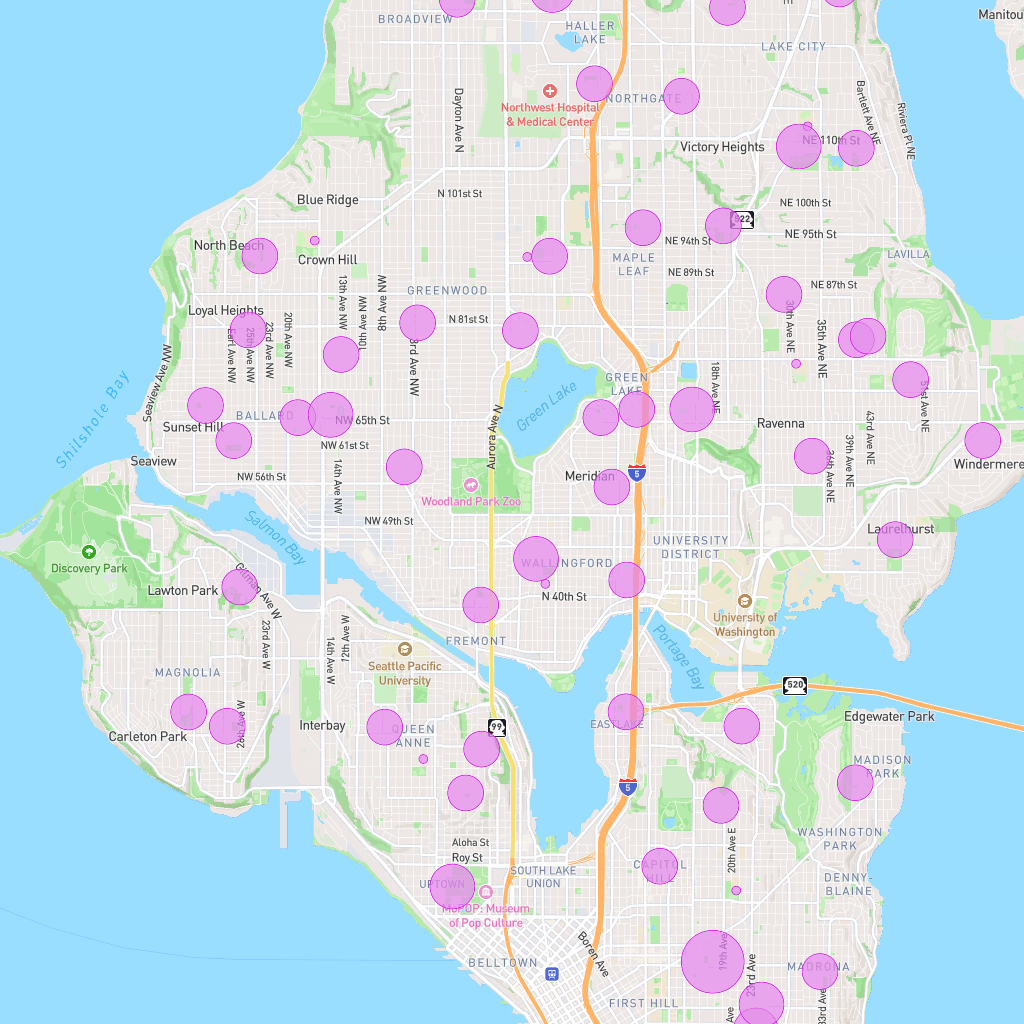 BROADVIEW
HALLER
LAKE
Manitou
LAKE CITY
NORTHGATE
Northwest Hospital
& Medical Center
Dayton Ave N
Bartlett Ave NE
Riviera Pl NE
NE 110th St
Victory Heights
N 101st St
Blue Ridge
NE 100th St
522
NE 95th St
North Beach
Crown Hill
NE 94th St
MAPLE
LEAF
LAVILLA
NE 89th St
NE 87th St
13th Ave NW
10th Ave NW
8th Ave NW
GREENWOOD
Loyal Heights
N 81st St
20th Ave NW
23rd Ave NW
25th Ave NW
Earl Ave NW
3rd Ave NW
30th Ave NE
35th Ave NE
Seaview Ave NW
Shilshole Bay
GREEN
LAKE
Green Lake
18th Ave NE
51st Ave NE
BALLARD
NW 65th St
Sunset Hill
Aurora Ave N
Ravenna
43rd Ave NE
39th Ave NE
36th Ave NE
NW 61st St
Seaview
Windermere
NW 56th St
14th Ave NW
Meridian
5
Woodland Park Zoo
NW 49th St
Salmon Bay
Laurelhurst
UNIVERSITY
DISTRICT
Discovery Park
WALLINGFORD
Lawton Park
Gilman Ave W
N 40th St
University of
Washington
23rd Ave W
14th Ave W
12th Ave W
FREMONT
Portage Bay
Seattle Pacific
University
MAGNOLIA
520
Carleton Park
26th Ave W
Interbay
QUEEN
ANNE
99
EASTLAKE
Edgewater Park
MADISON
PARK
5
Aloha St
Roy St
20th Ave E
WASHINGTON
PARK
CAPITOL
HILL
SOUTH LAKE
UNION
DENNY-
BLAINE
UPTOWN
MoPOP: Museum
of Pop Culture
Boren Ave
19th Ave
23rd Ave
BELLTOWN
MADRONA
FIRST HILL
Ave
33rd Av